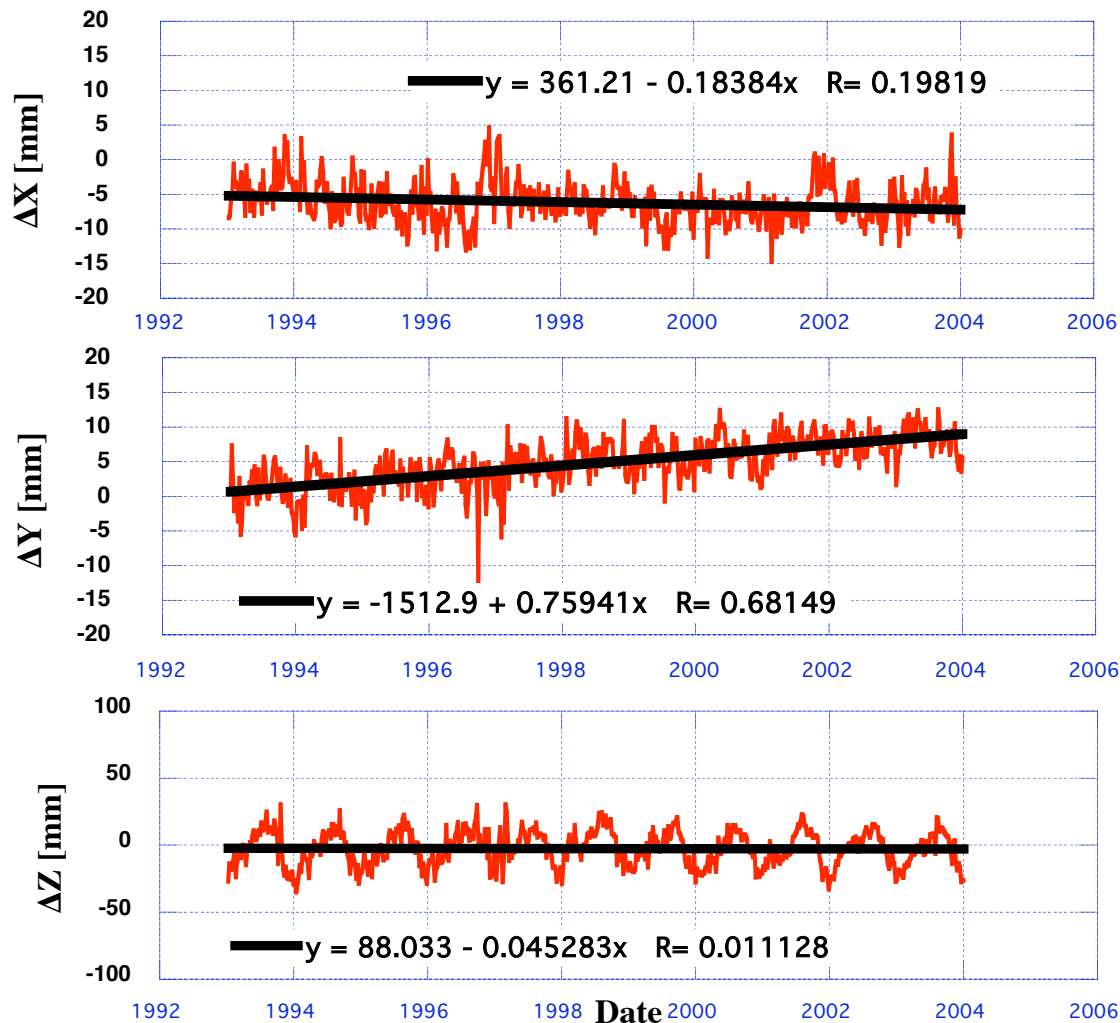 20
15
10
5
0
-5
-10
-15
-20
ΔX [mm]
y = 361.21 - 0.18384x R= 0.19819
1992 1994 1996 1998 2000 2002 2004 2006
20
15
10
5
0
-5
-10
-15
-20
ΔY [mm]
y = -1512.9 + 0.75941x R= 0.68149
1992 1994 1996 1998 2000 2002 2004 2006
100
50
0
-50
-100
ΔZ [mm]
y = 88.033 - 0.045283x R= 0.011128
1992 1994 1996 1998 2000 2002 2004 2006
Date